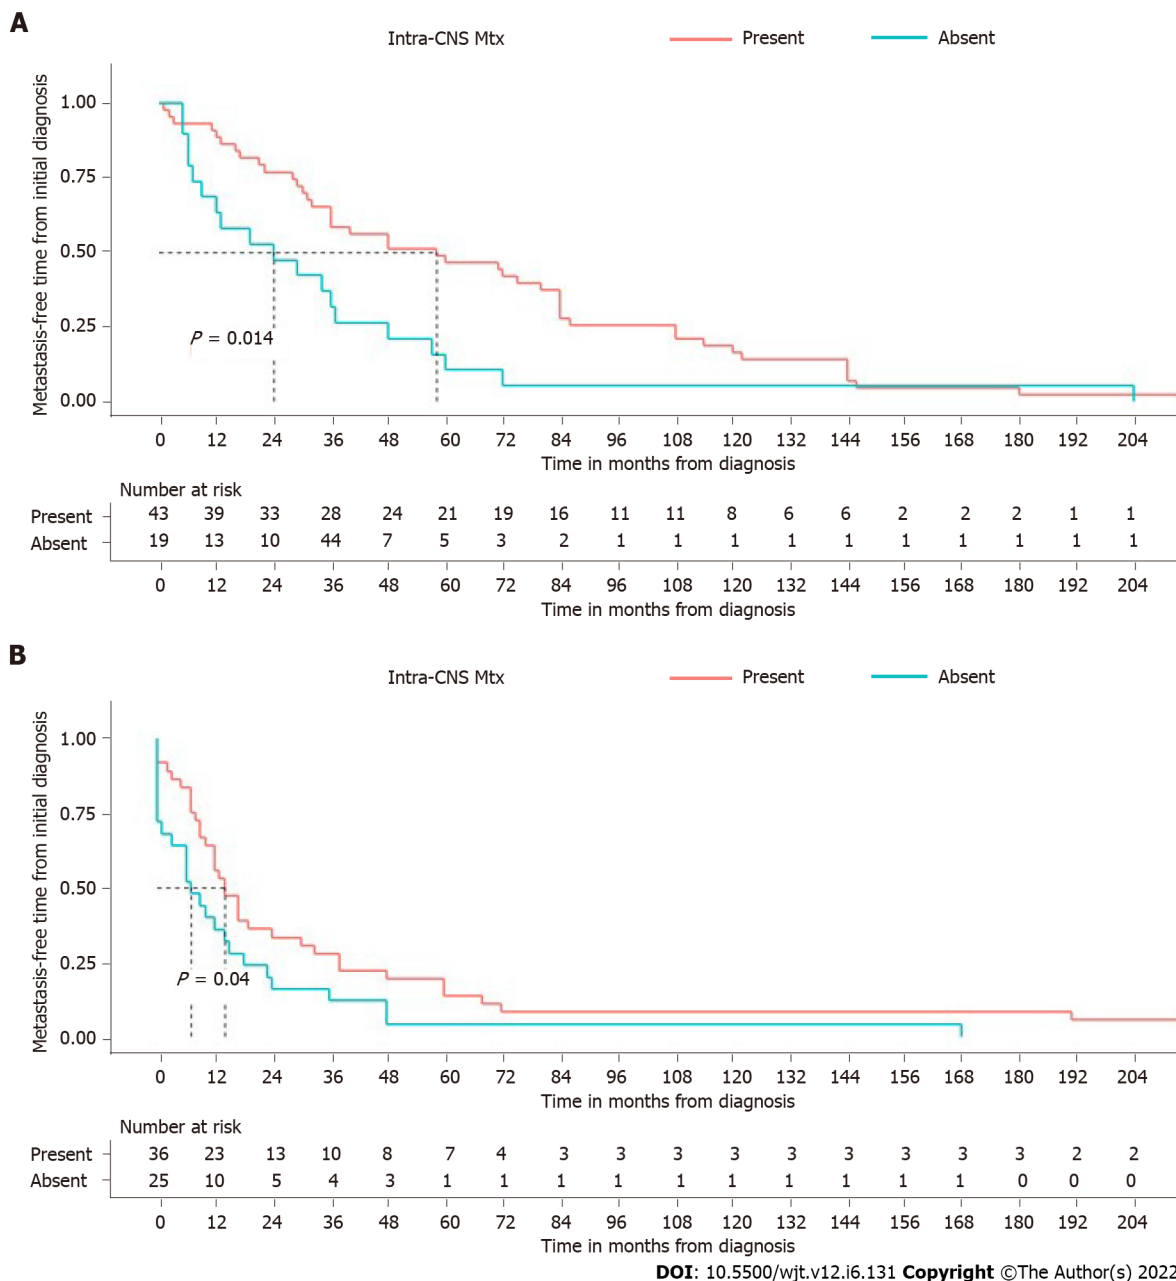 A
Intra-CNS Mtx Present Absent
Metastasis-free time from initial diagnosis
1.00
0.75
0.50
0.25
0.00
P = 0.014
0 12 24 36 48 60 72 84 96 108 120 132 144 156 168 180 192 204
Time in months from diagnosis
Number at risk
Present 43 39 33 28 24 21 19 16 11 11 8 6 6 2 2 2 1 1
Absent 19 13 10 44 7 5 3 2 1 1 1 1 1 1 1 1 1 1
0 12 24 36 48 60 72 84 96 108 120 132 144 156 168 180 192 204
Time in months from diagnosis
B
Intra-CNS Mtx Present Absent
Metastasis-free time from initial diagnosis
1.00
0.75
0.50
0.25
0.00
P = 0.04
0 12 24 36 48 60 72 84 96 108 120 132 144 156 168 180 192 204
Time in months from diagnosis
Number at risk
Present 36 23 13 10 8 7 4 3 3 3 3 3 3 3 3 3 2 2
Absent 25 10 5 4 3 1 1 1 1 1 1 1 1 1 1 0 0 0
0 12 24 36 48 60 72 84 96 108 120 132 144 156 168 180 192 204
Time in months from diagnosis
DOI: 10.5500/wjt.v12.i6.131 Copyright ©The Author(s) 2022